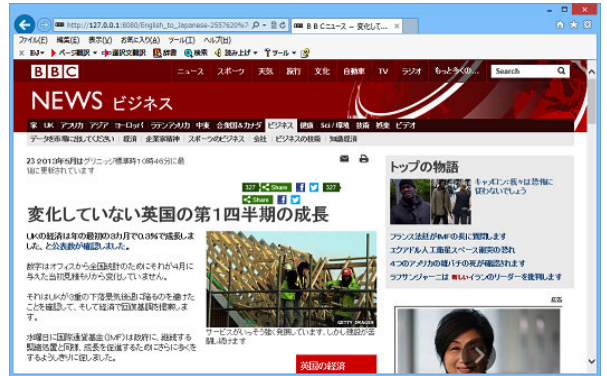 http://127.0.0.1:8080/English_to_Japanese-2557620%?
BBCニュース - 変化して...
ファイル(F) 編集(E) 表示(V) お気に入り(A) ツール(T) ヘルプ(H)
× EJ ページ翻訳 選択文翻訳 辞書 検索 読み上げ ツール
BBC ニュース スポーツ 天気 旅行 文化 自動車 TV ラジオ もっと多くの... Search
NEWS ビジネス
家 UK アフリカ アジア ヨーロッパ ラテンアメリカ 中東 合衆国&カナダ ビジネス 健康 Sci/環境 技術 娯楽 ビデオ
データを市場に出してください 経済 企業家精神 スポーツのビジネス 会社 ビジネスの技術 知識経済
23 2013年5月はグリニッジ標準時10時46分に最
後に更新されています
327 Share 327
Share
変化していない英国の第1四半期の成長
UKの経済は年の最初の3カ月で0.3%で成長しま
した、と公表数が確認しました。
数字はオフィスから全国統計のためにそれが4月に
与えた当初見積もりから変化していません。
それはUKが3重の下落景気後退に陥るのを避けた
ことを確認して、そして経済で回復基調を提案しま
す。
水曜日に国際通貨基金(IMF)は政府に、継続する
緊縮処置と同様、成長を促進するためにさらに多くを
するようしきりに促しました。
GETTY IMAGES
サービスがいっそう強く発展しています、しかし建設が苦
闘し続けます
英国の経済
トップの物語
キャメロン:我々は恐怖に
従わないでしょう
フランス法廷がIMFの長に質問します
エクアドル人工衛星スペース衝突の恐れ
4つのアメリカの蜂バチの死が確認されます
ラフサンジャーニは 新しいイランのリーダーを批判します
広告